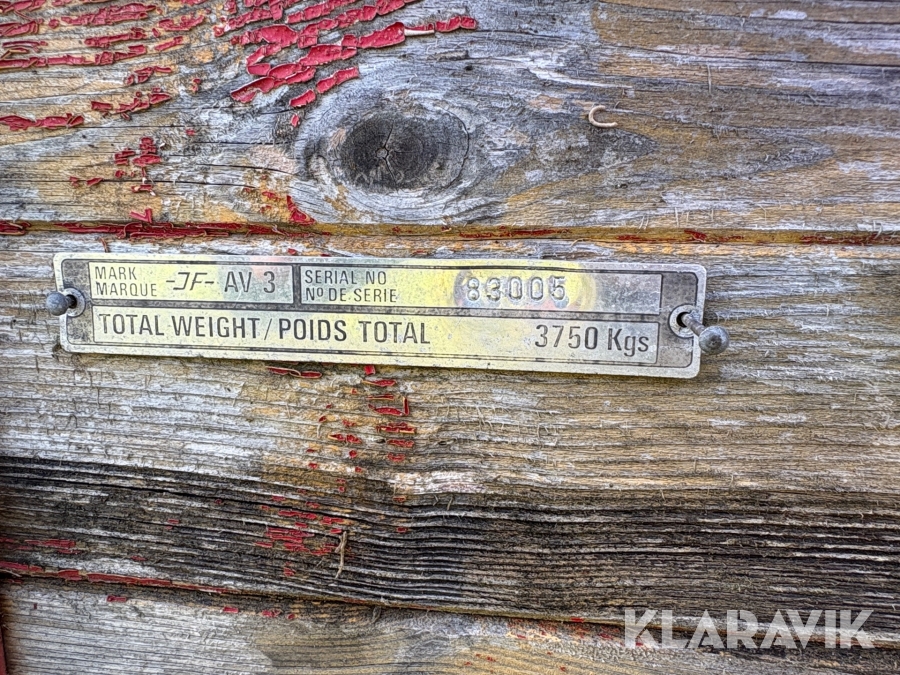 MARK
MARQUE
-JF- AV 3
SERIAL NO
Nº DE SERIE
83005
TOTAL WEIGHT/POIDS TOTAL 3750 Kgs
KLARAVIK